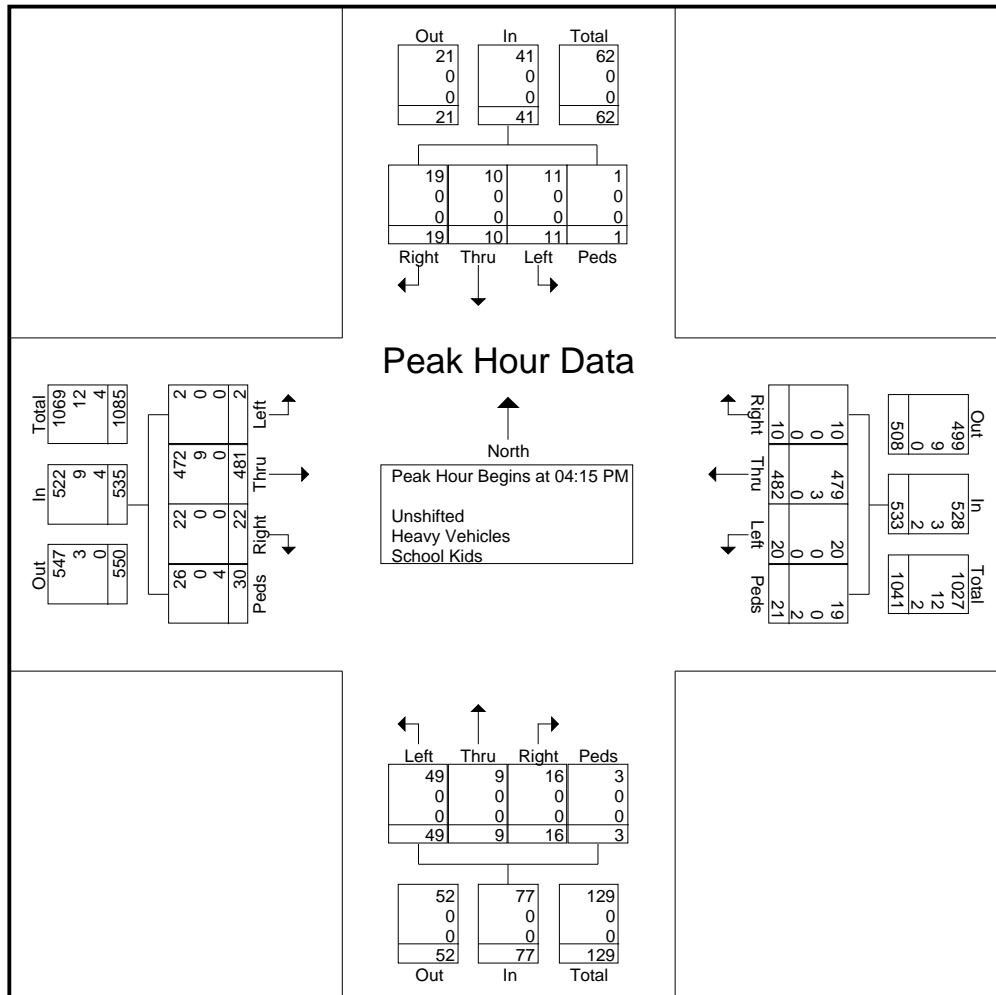 Out In Total
21 41 62
0 0 0
0 0 0
21 41 62
19 10 11 1
0 0 0 0
0 0 0 0
19 10 11 1
Right Thru Left Peds
Peak Hour Data
North
Peak Hour Begins at 04:15 PM
Unshifted
Heavy Vehicles
School Kids
Total
1069
12
4
1085
In
522
9
4
535
Out
547
3
0
550
2 0 0 2 Left
472 9 0 481 Thru
22 0 0 22 Right
26 0 4 30 Peds
Right 10 0 0 10
Thru 482 0 3 479
Left 20 0 0 20
Peds 21 2 0 19
Out
499
9
0
508
In
528
3
2
533
Total
1027
12
2
1041
Left Thru Right Peds
49 9 16 3
0 0 0 0
0 0 0 0
49 9 16 3
52 77 129
0 0 0
0 0 0
52 77 129
Out In Total